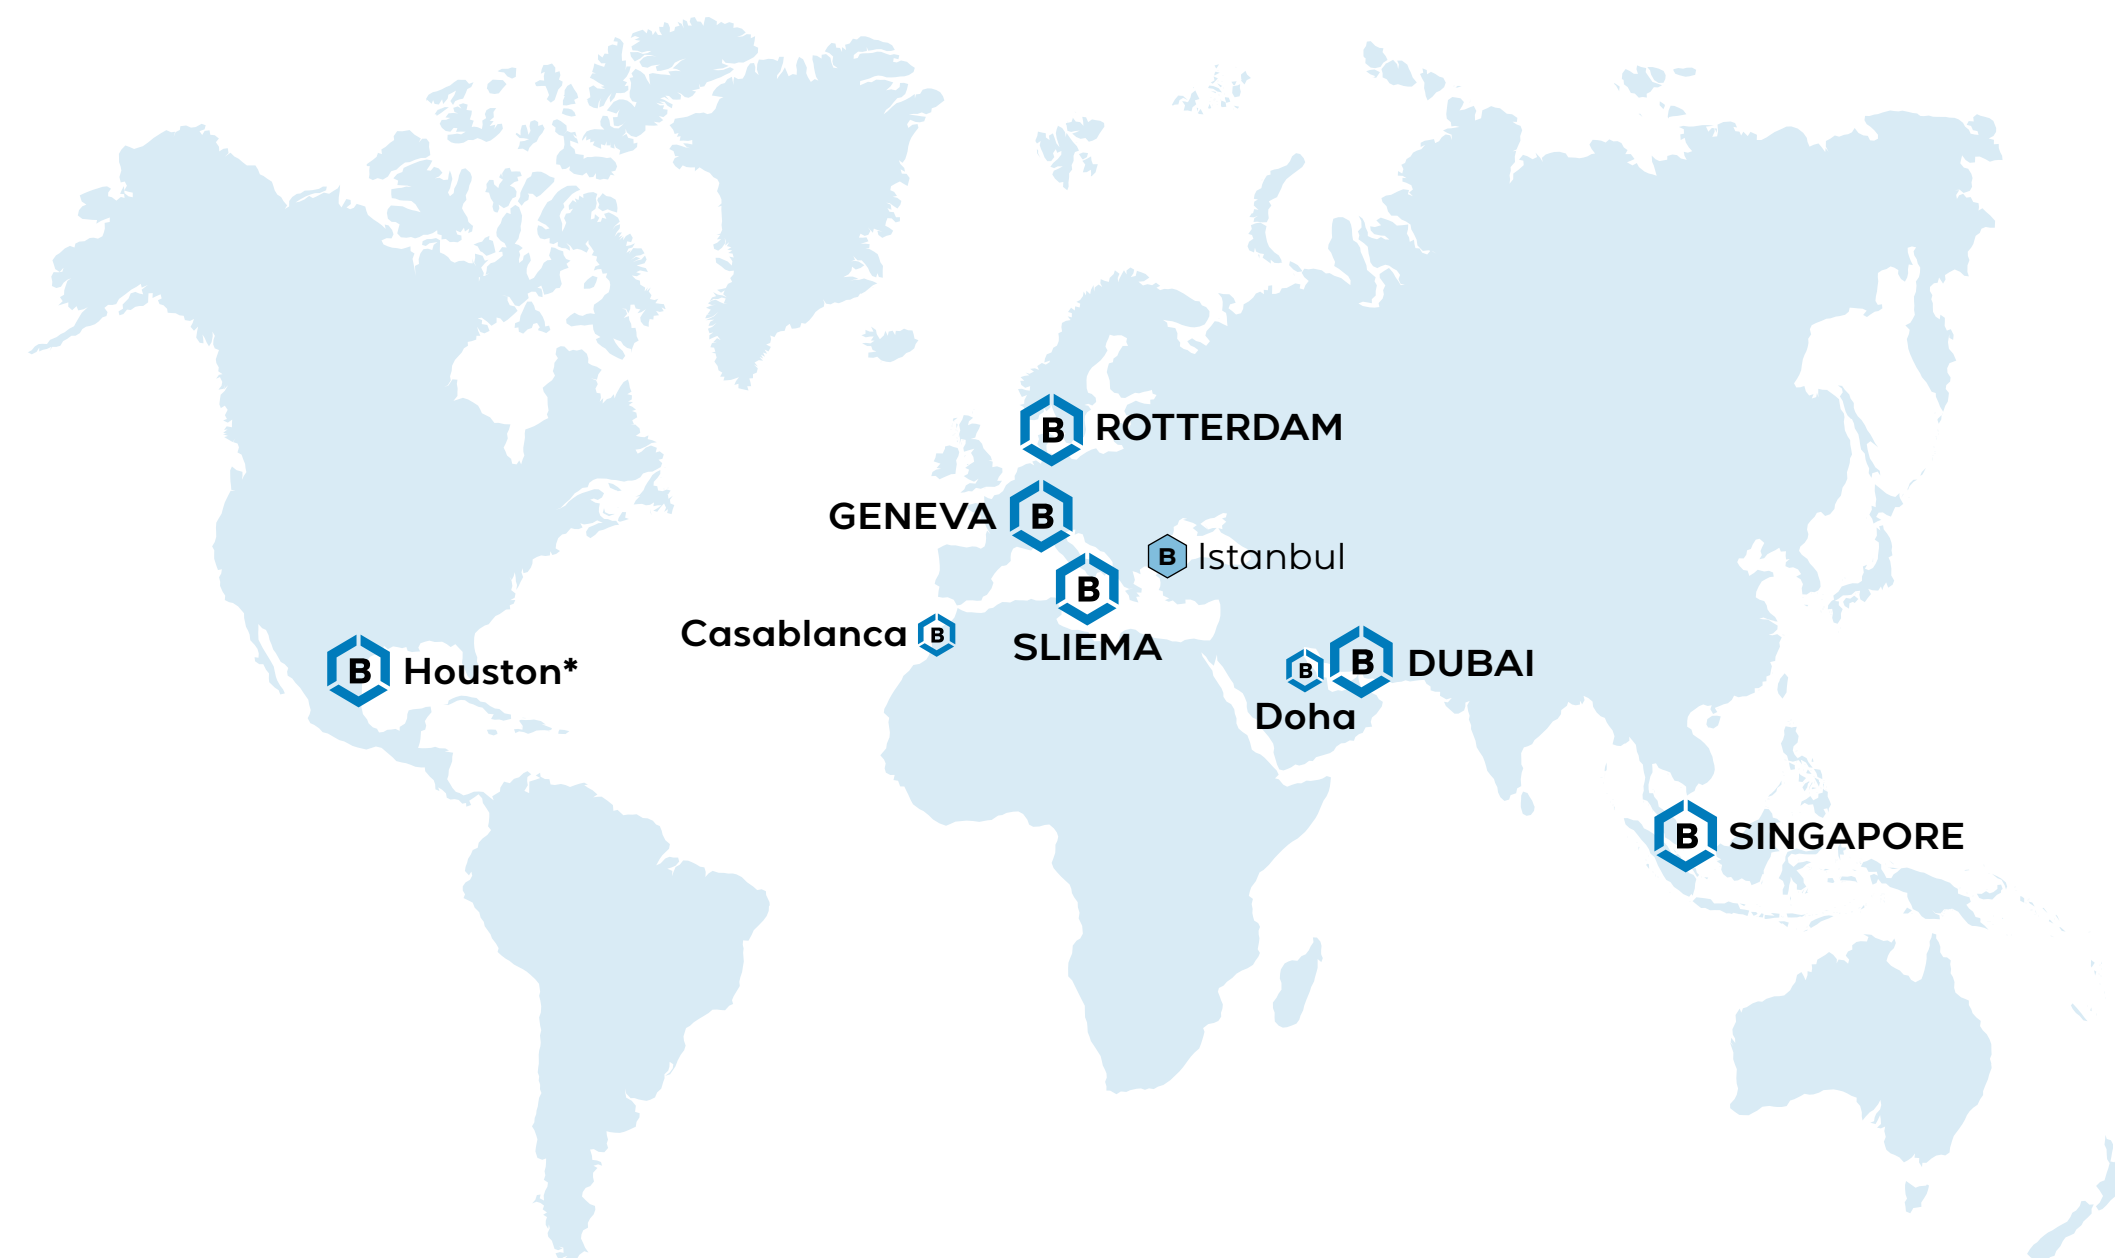 B ROTTERDAM
GENEVA B
B Istanbul
B
SLIEMA
Casablanca B
B Houston*
B
Doha
B DUBAI
B SINGAPORE